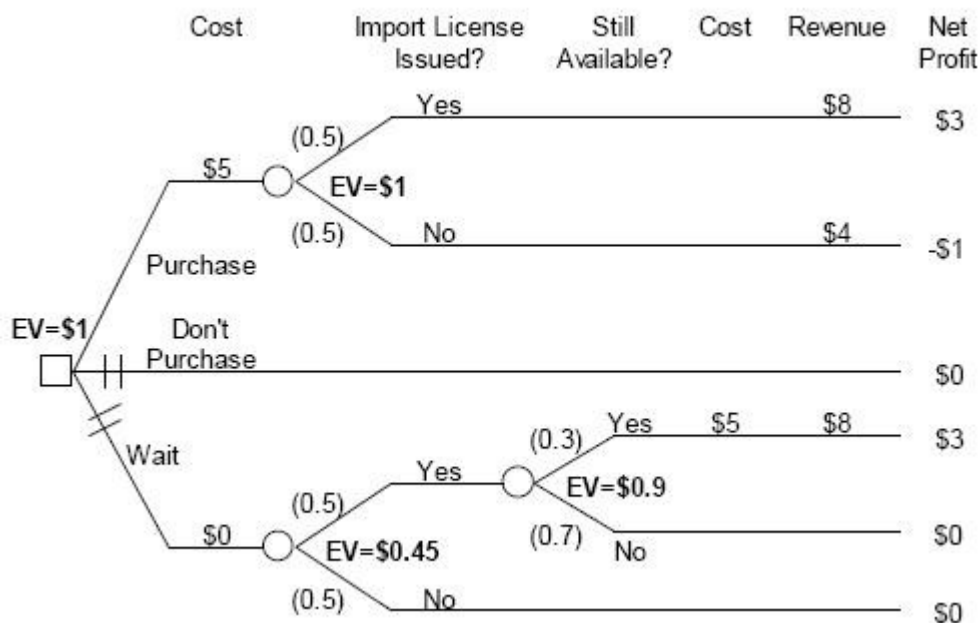 Cost Import License Still Cost Revenue Net
Issued? Available? Profit
Yes $8 $3
(0.5)
$5 EV=$1
(0.5) No $4 -$1
Purchase
EV=$1 Don't
Purchase $0
Yes $5 $8 $3
(0.3)
Wait Yes EV=$0.9
(0.5)
$0 (0.7) $0
EV=$0.45 No
(0.5) No $0